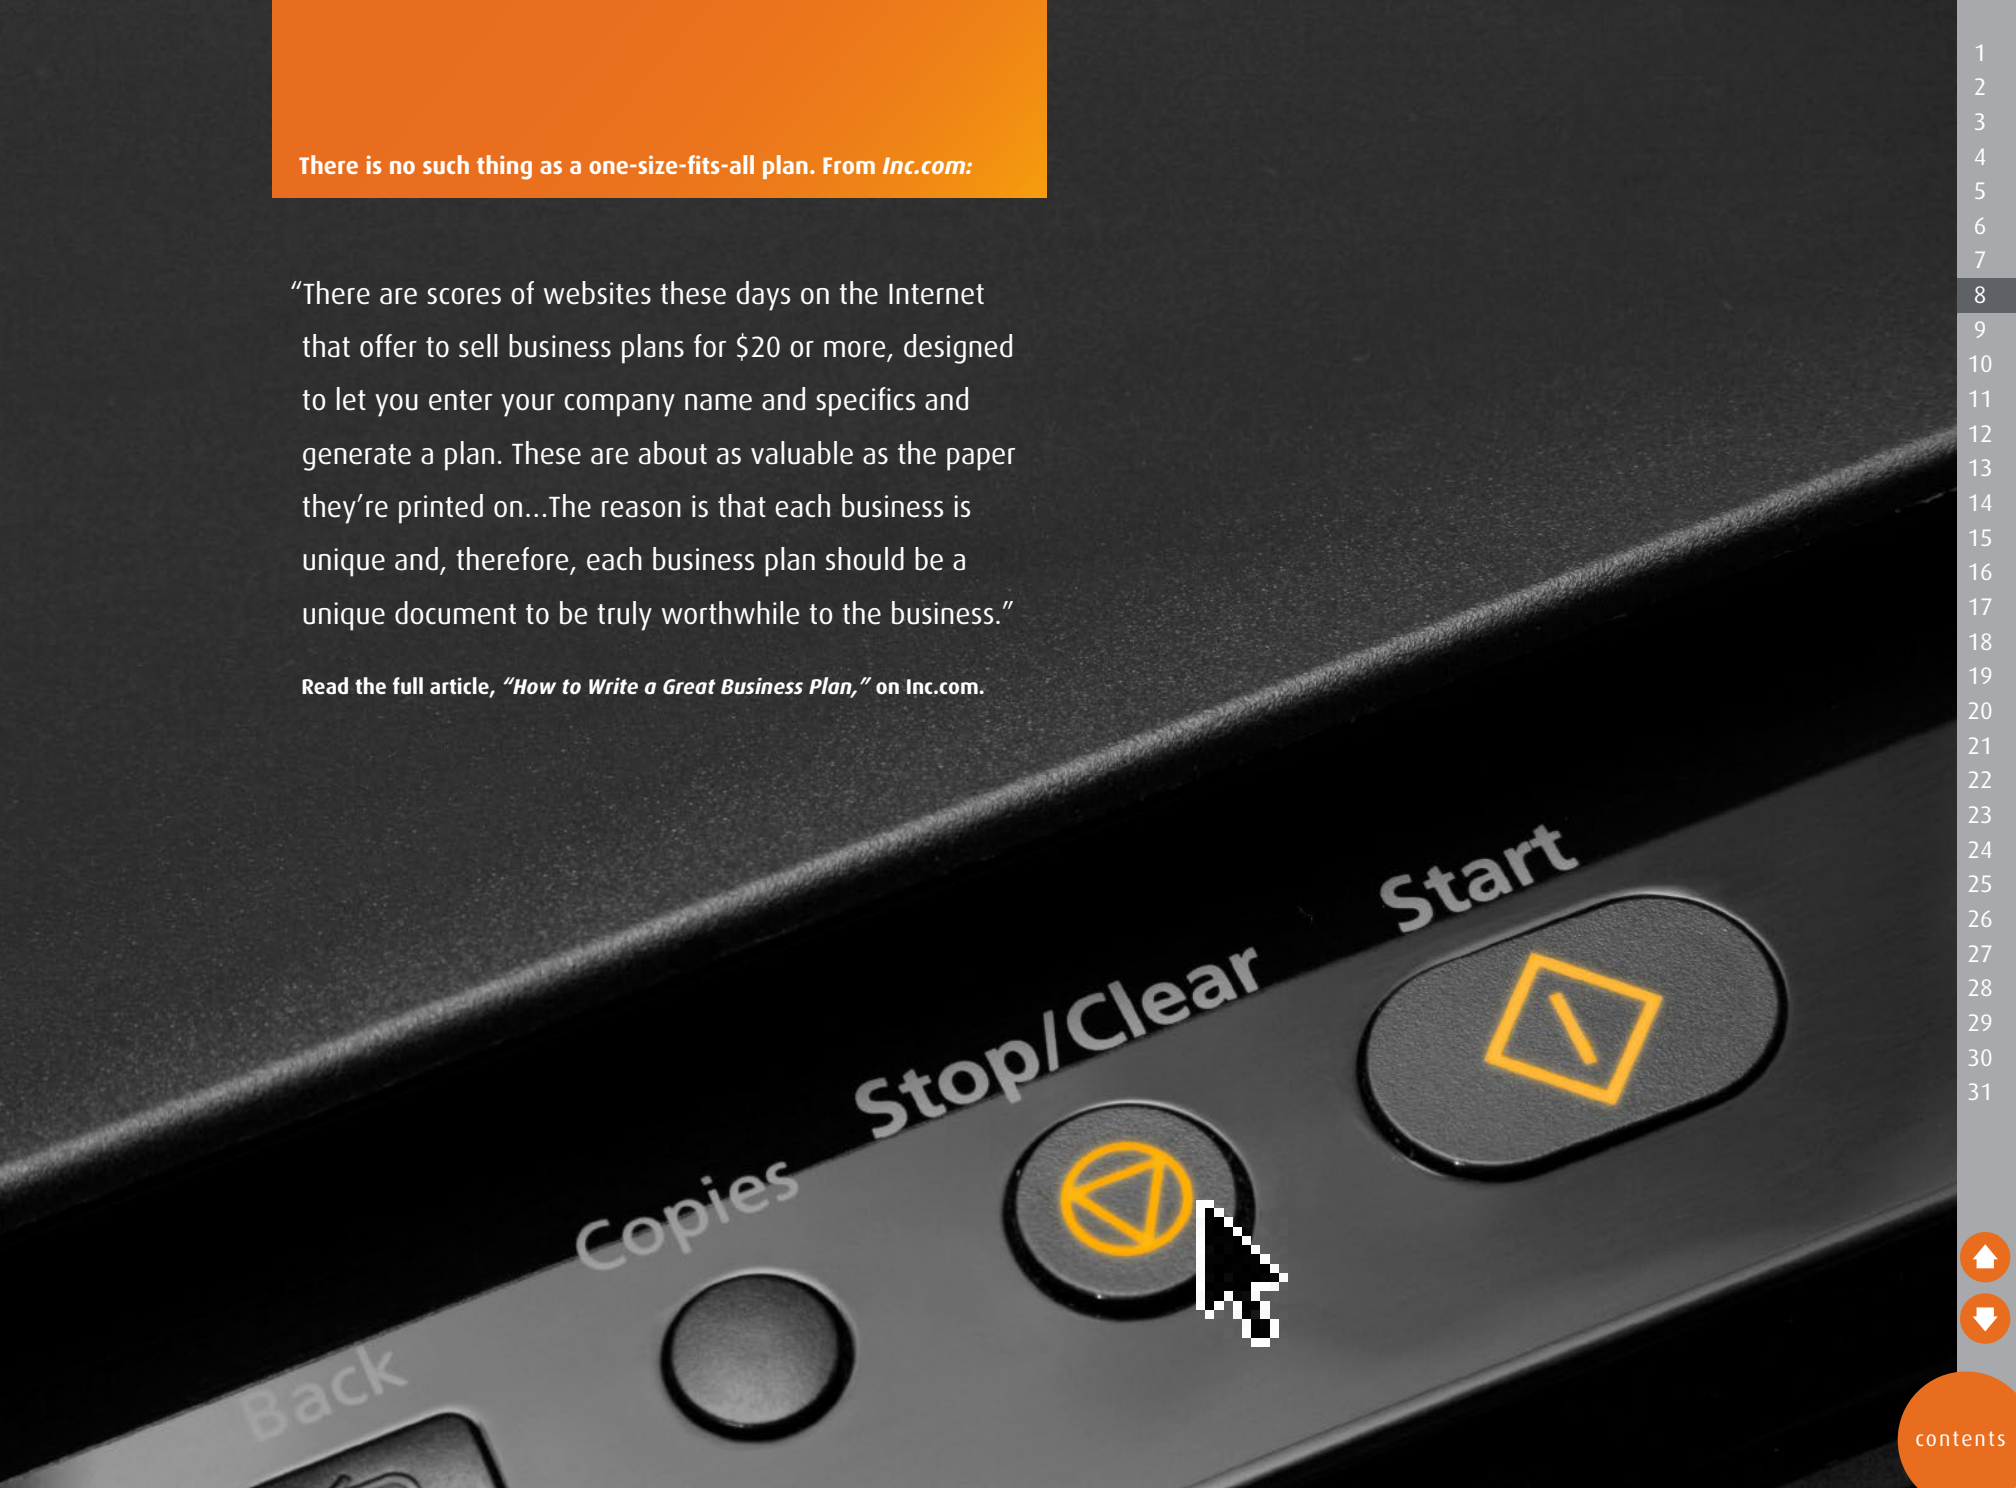 There is no such thing as a one-size-fits-all plan. From Inc.com:
“There are scores of websites these days on the Internet
that offer to sell business plans for $20 or more, designed
to let you enter your company name and specifics and
generate a plan. These are about as valuable as the paper
they’re printed on...The reason is that each business is
unique and, therefore, each business plan should be a
unique document to be truly worthwhile to the business.”
Read the full article, “How to Write a Great Business Plan,” on Inc.com.
Start
Stop/Clear
Copies
Back
1
2
3
4
5
6
7
8
9
10
11
12
13
14
15
16
17
18
19
20
21
22
23
24
25
26
27
28
29
30
31
contents